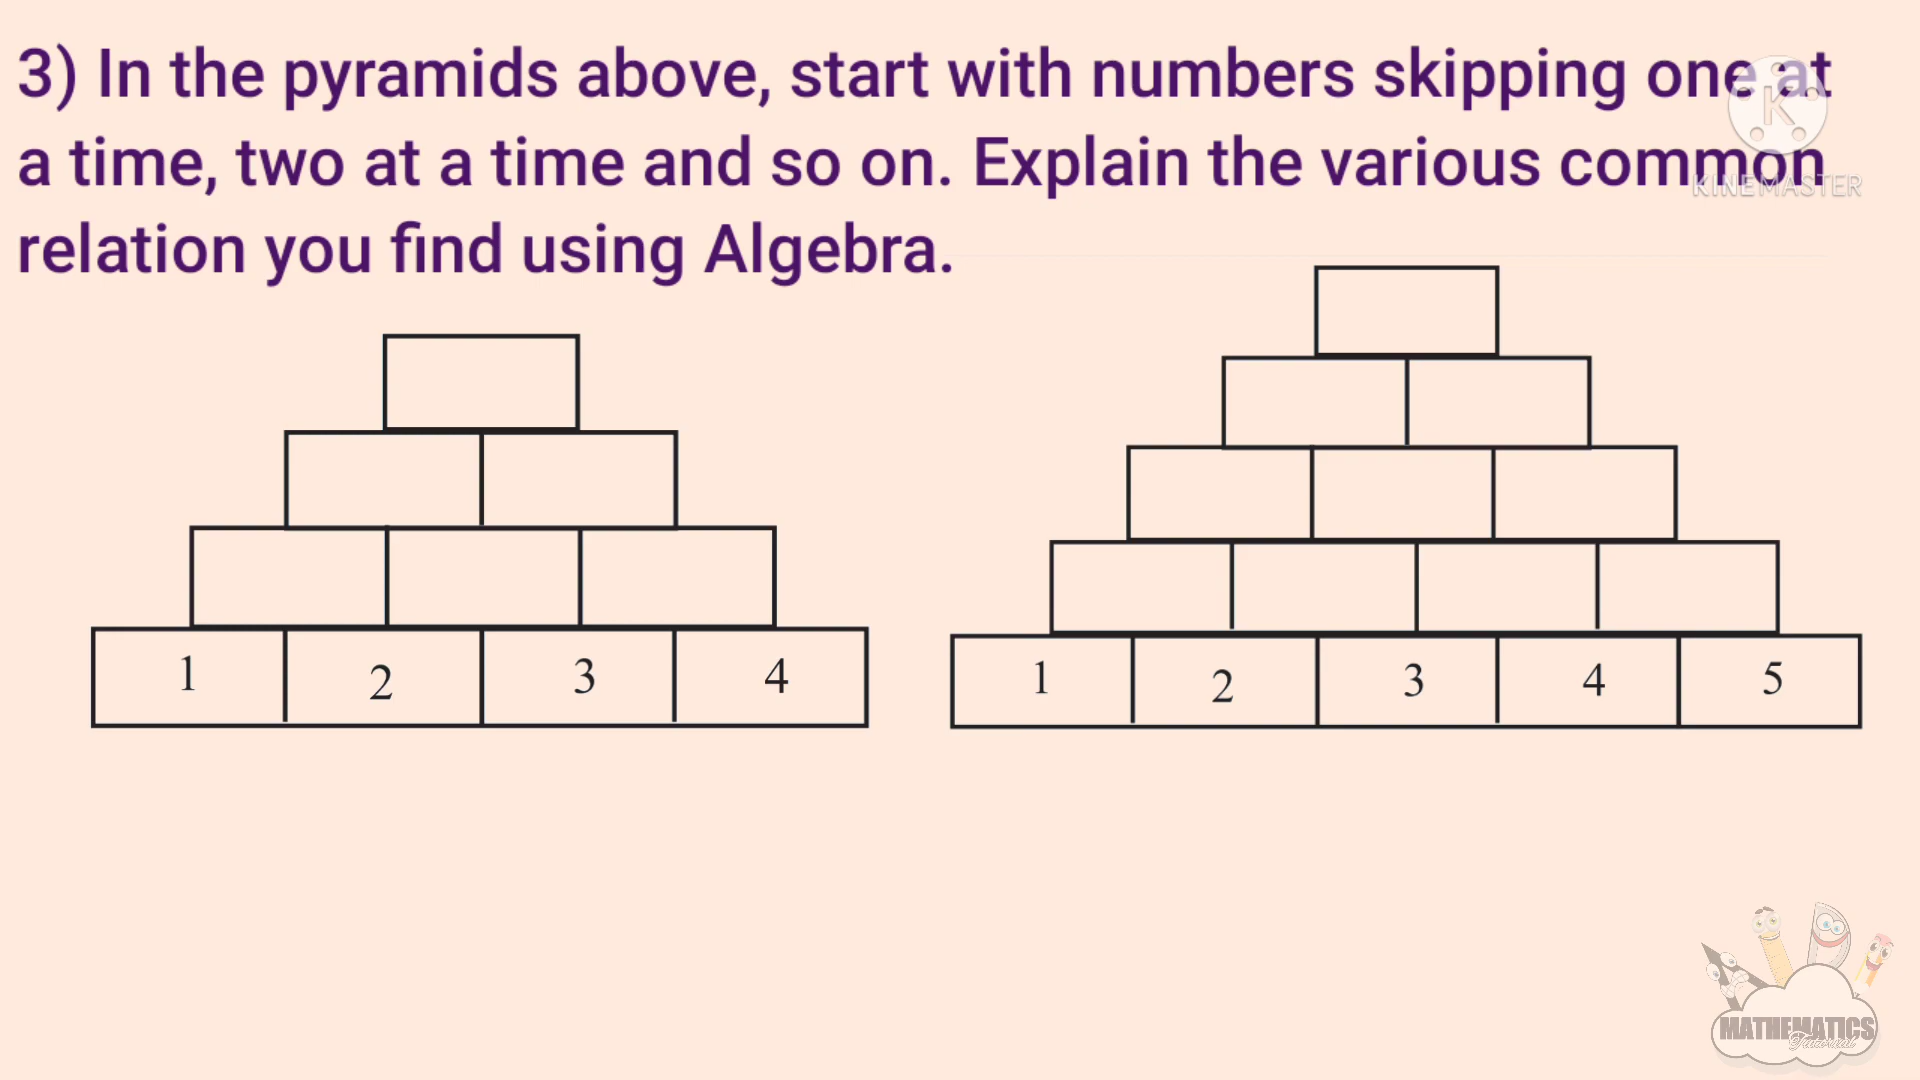 3) In the pyramids above, start with numbers skipping one at
a time, two at a time and so on. Explain the various common
relation you find using Algebra.
K
KINEMASTER
1 2 3 4
1 2 3 4 5
MATHEMATICS
Tutorial